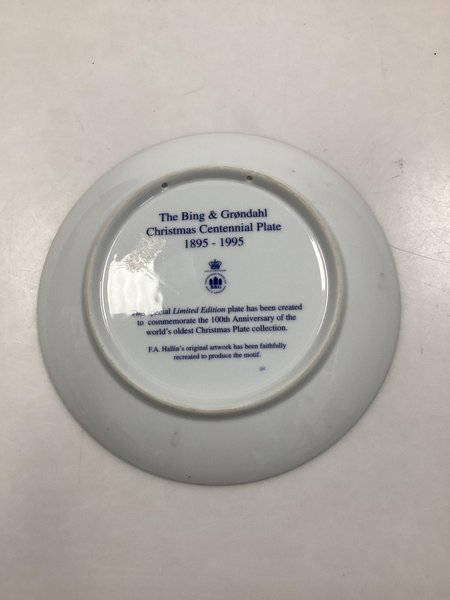 The Bing & Grøndahl
Christmas Centennial Plate
1895 - 1995
Limited Edition plate has been created
to commemorate the 100th Anniversary of the
world's oldest Christmas Plate collection.
F.A. Hallin's original artwork has been faithfully
recreated to produce the motif.